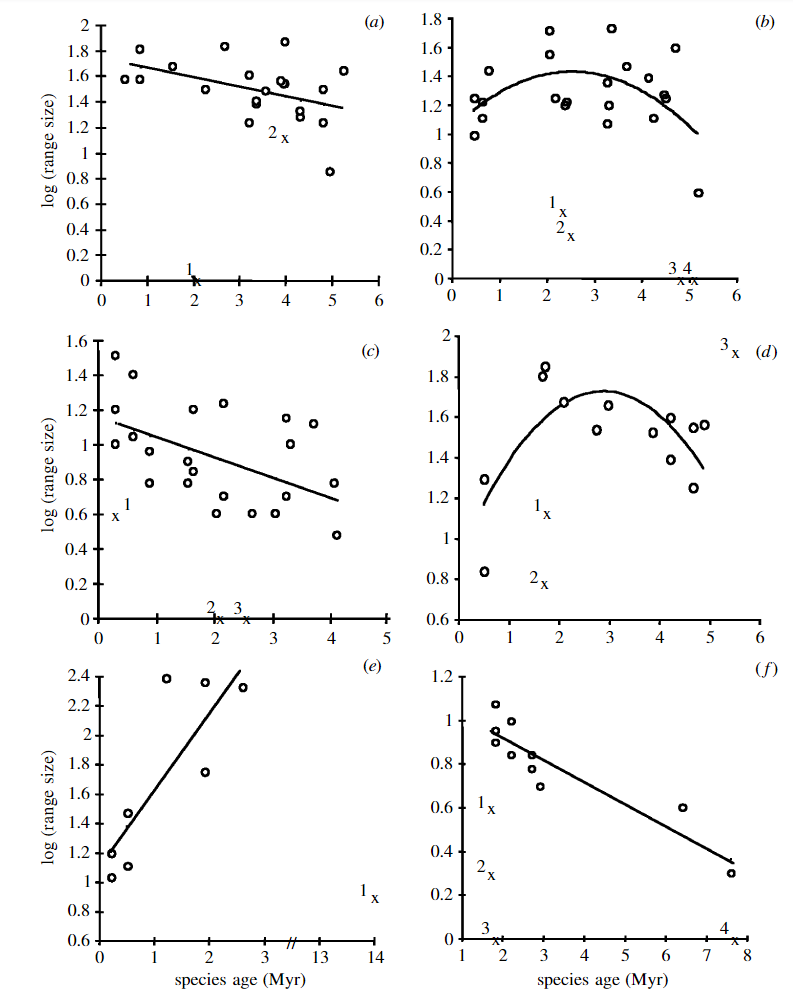 (a)
2
1.8
1.6
1.4
1.2
1
0.8
0.6
0.4
0.2
0
log (range size)
2 x
1 x
0 1 2 3 4 5 6
(b)
1.8
1.6
1.4
1.2
1
0.8
0.6
0.4
0.2
0
1 x
2 x
3 x 4 x
0 1 2 3 4 5 6
(c)
1.6
1.4
1.2
1
0.8
0.6
0.4
0.2
0
log (range size)
x 1
2 x 3 x
0 1 2 3 4 5
(d)
2
1.8
1.6
1.4
1.2
1
0.8
0.6
3 x
1 x
2 x
0 1 2 3 4 5 6
(e)
2.4
2.2
2
1.8
1.6
1.4
1.2
1
0.8
0.6
log (range size)
1 x
0 1 2 3 // 13 14
species age (Myr)
(f)
1.2
1
0.8
0.6
0.4
0.2
0
1 x
2 x
3 x 4 x
1 2 3 4 5 6 7 8
species age (Myr)